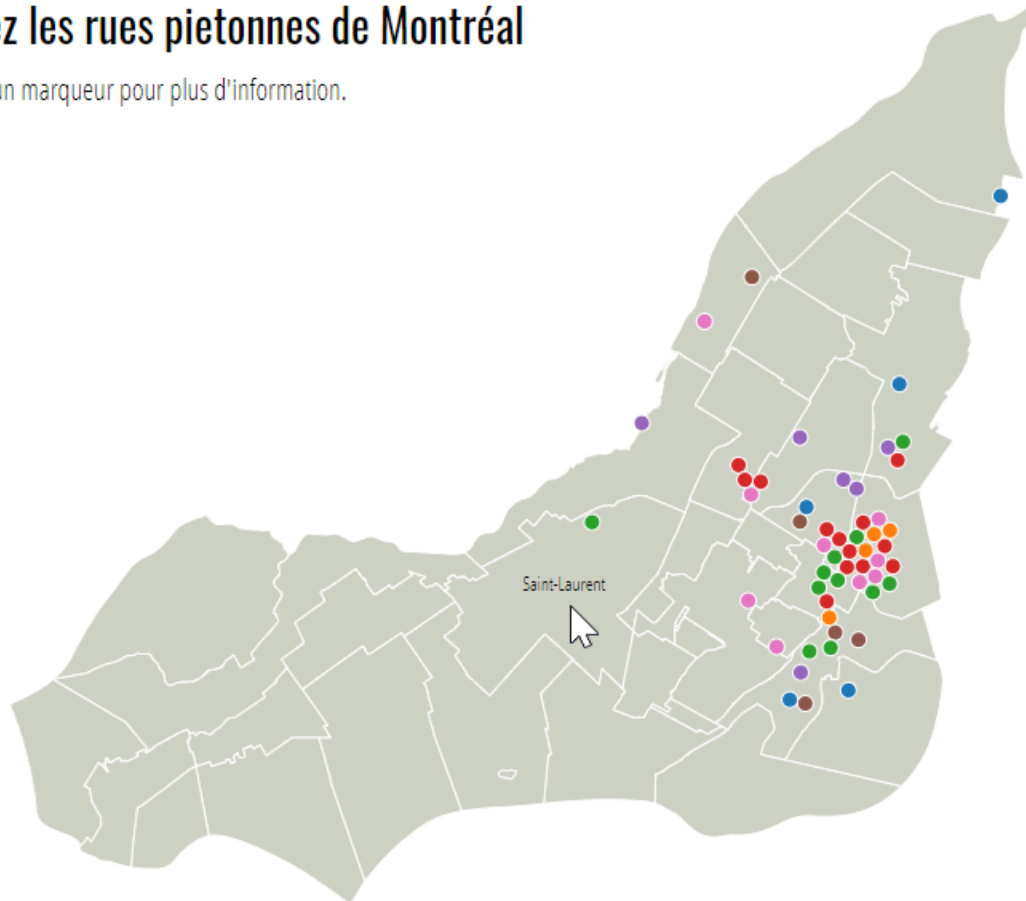 z les rues pietonnes de Montréal
un marqueur pour plus d'information.
Saint-Laurent